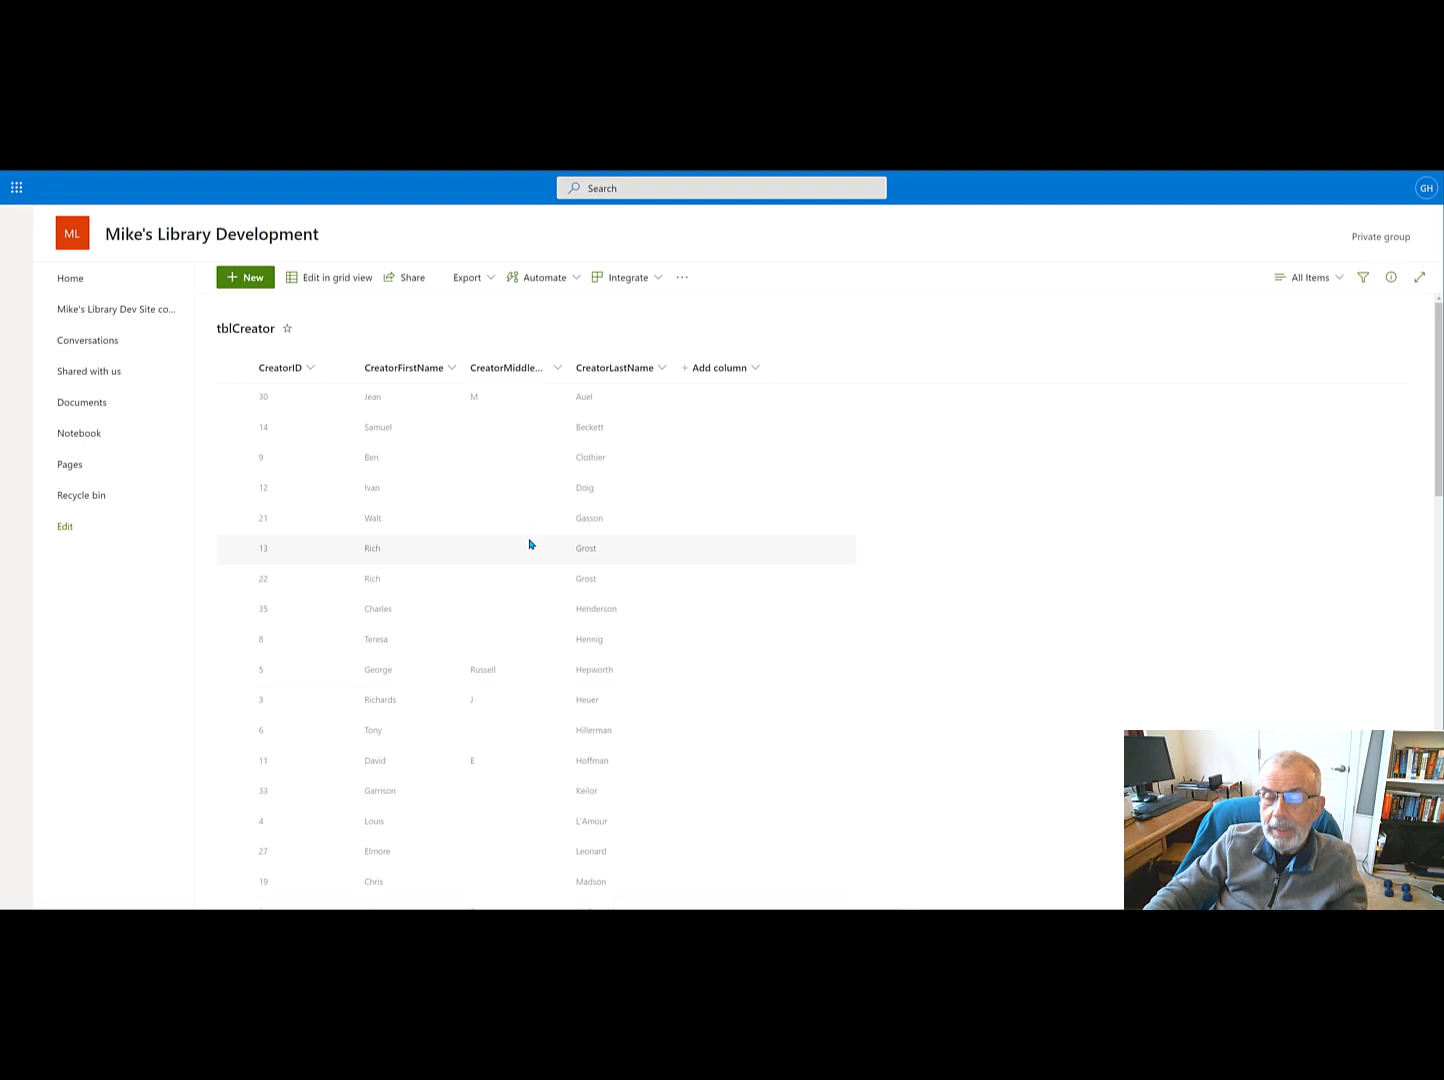 Search
GH
ML
Mike's Library Development
Private group
Home
Mike's Library Dev Site co...
Conversations
Shared with us
Documents
Notebook
Pages
Recycle bin
Edit
+ New
Edit in grid view
Share
Export
Automate
Integrate
...
All Items
tblCreator
CreatorID CreatorFirstName CreatorMiddle... CreatorLastName + Add column
30 Jean M Auel
14 Samuel Beckett
9 Ben Clothier
12 Ivan Doig
21 Walt Gasson
13 Rich Grost
22 Rich Grost
35 Charles Henderson
8 Teresa Hennig
5 George Russell Hepworth
3 Richards J Heuer
6 Tony Hillerman
11 David E Hoffman
33 Garrison Keilor
4 Louis L'Amour
27 Elmore Leonard
19 Chris Madson